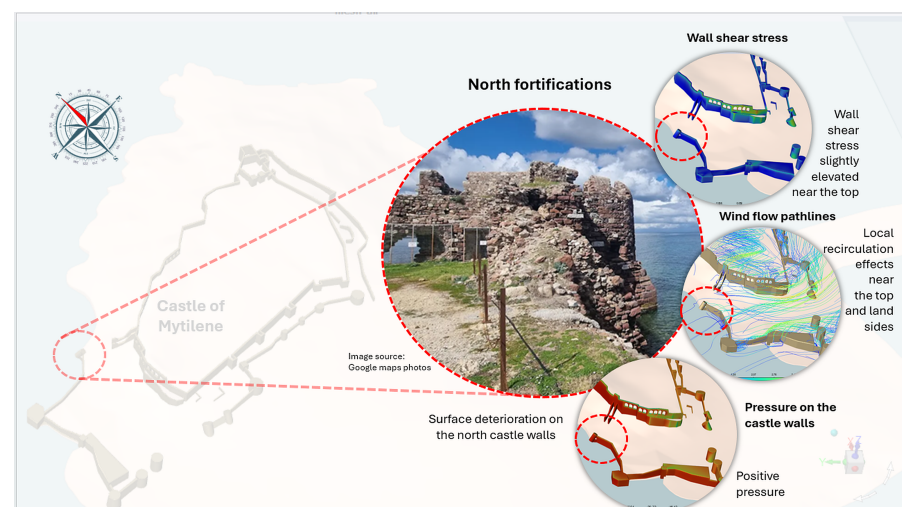 Wall shear stress
North fortifications
Wall
shear
stress
slightly
elevated
near the top
Wind flow pathlines
Local
recirculation
effects
near
the top
and land
sides
Castle of
Mytilene
Image source:
Google maps photos
Surface deterioration on
the north castle walls
Pressure on the
castle walls
Positive
pressure